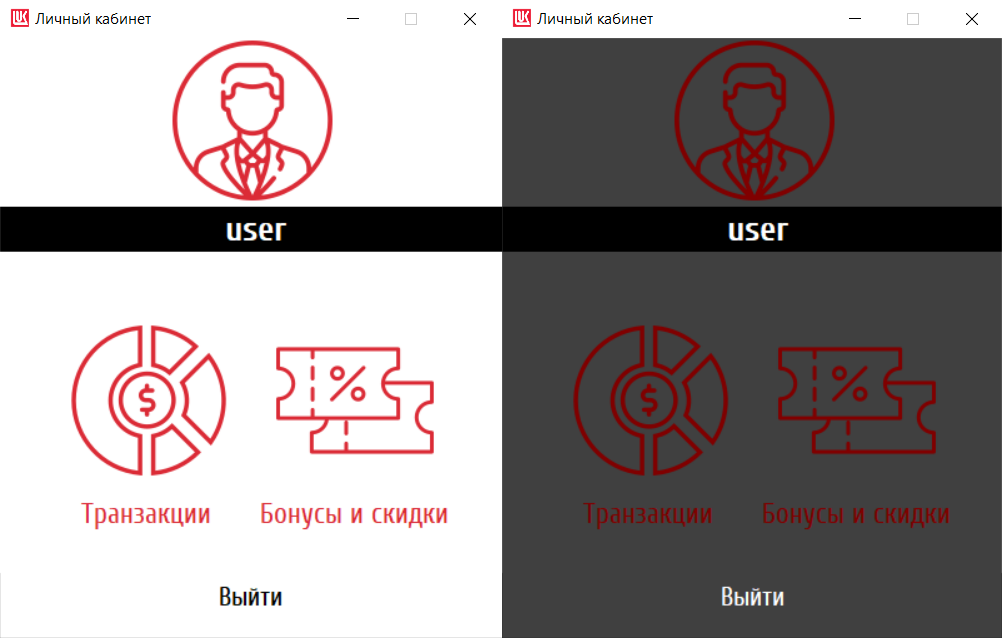 Личный кабинет
user
$
%
Транзакции
Бонусы и скидки
Выйти
Личный кабинет
user
$
%
Транзакции
Бонусы и скидки
Выйти